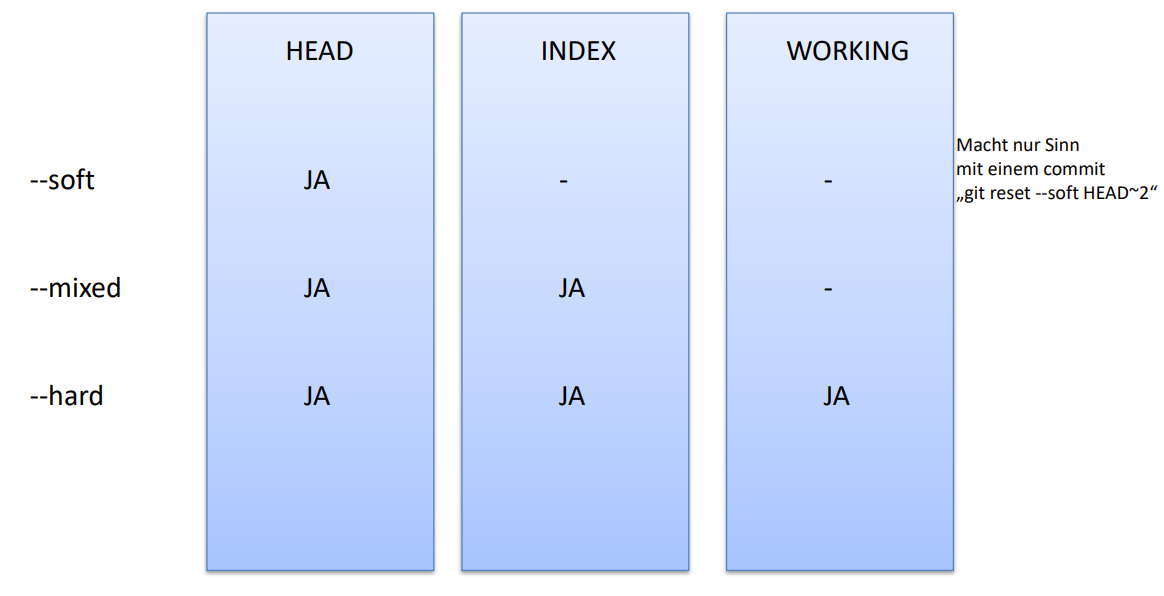 HEAD INDEX WORKING
Macht nur Sinn
mit einem commit
„git reset --soft HEAD~2“
--soft JA - -
--mixed JA JA -
--hard JA JA JA